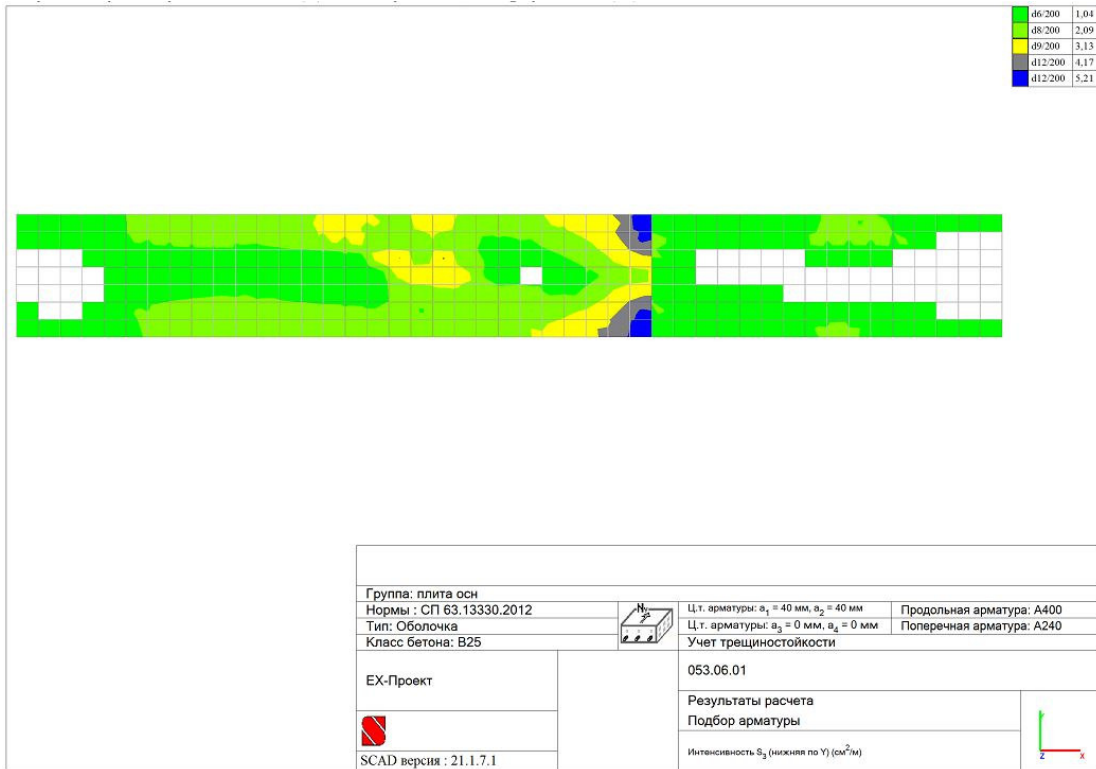 d6/200 1,04
d8/200 2,09
d9/200 3,13
d12/200 4,17
d12/200 5,21
Группа: плита осн
Нормы : СП 63.13330.2012
Тип: Оболочка
Класс бетона: B25
Ц.т. арматуры: a₁ = 40 мм, a₂ = 40 мм
Продольная арматура: А400
Ц.т. арматуры: a₃ = 0 мм, a₄ = 0 мм
Поперечная арматура: А240
Учет трещиностойкости
EX-Проект
053.06.01
Результаты расчета
Подбор арматуры
SCAD версия : 21.1.7.1
Интенсивность S₃ (нижняя по Y) (см²/м)
Y
Z X